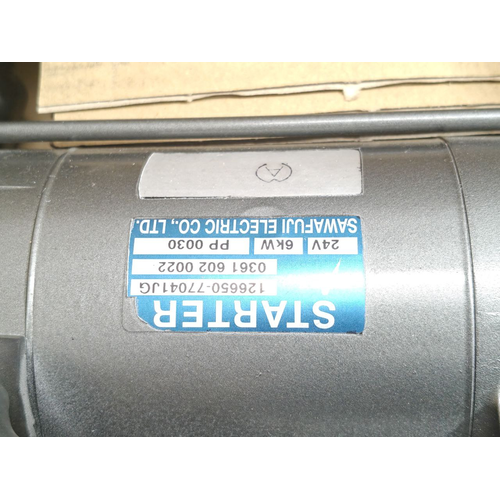 STARTER
126650-77041JG
0361 602 0022
24V 6kW PP 0030
SAWAFUJI ELECTRIC CO., LTD.